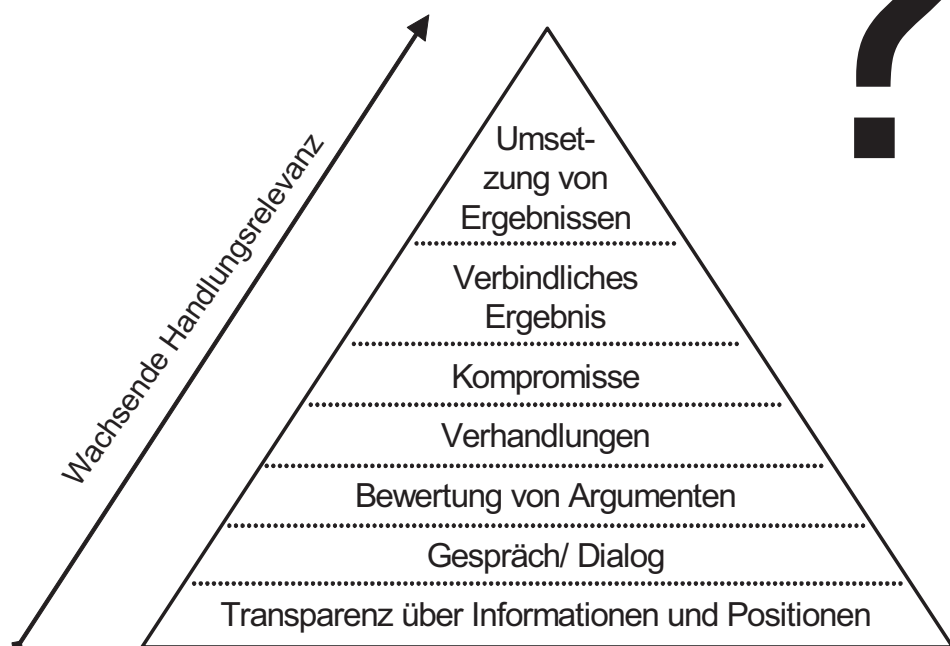 ?
Wachsende Handlungsrelevanz
Umset-
zung von
Ergebnissen
Verbindliches
Ergebnis
Kompromisse
Verhandlungen
Bewertung von Argumenten
Gespräch/ Dialog
Transparenz über Informationen und Positionen